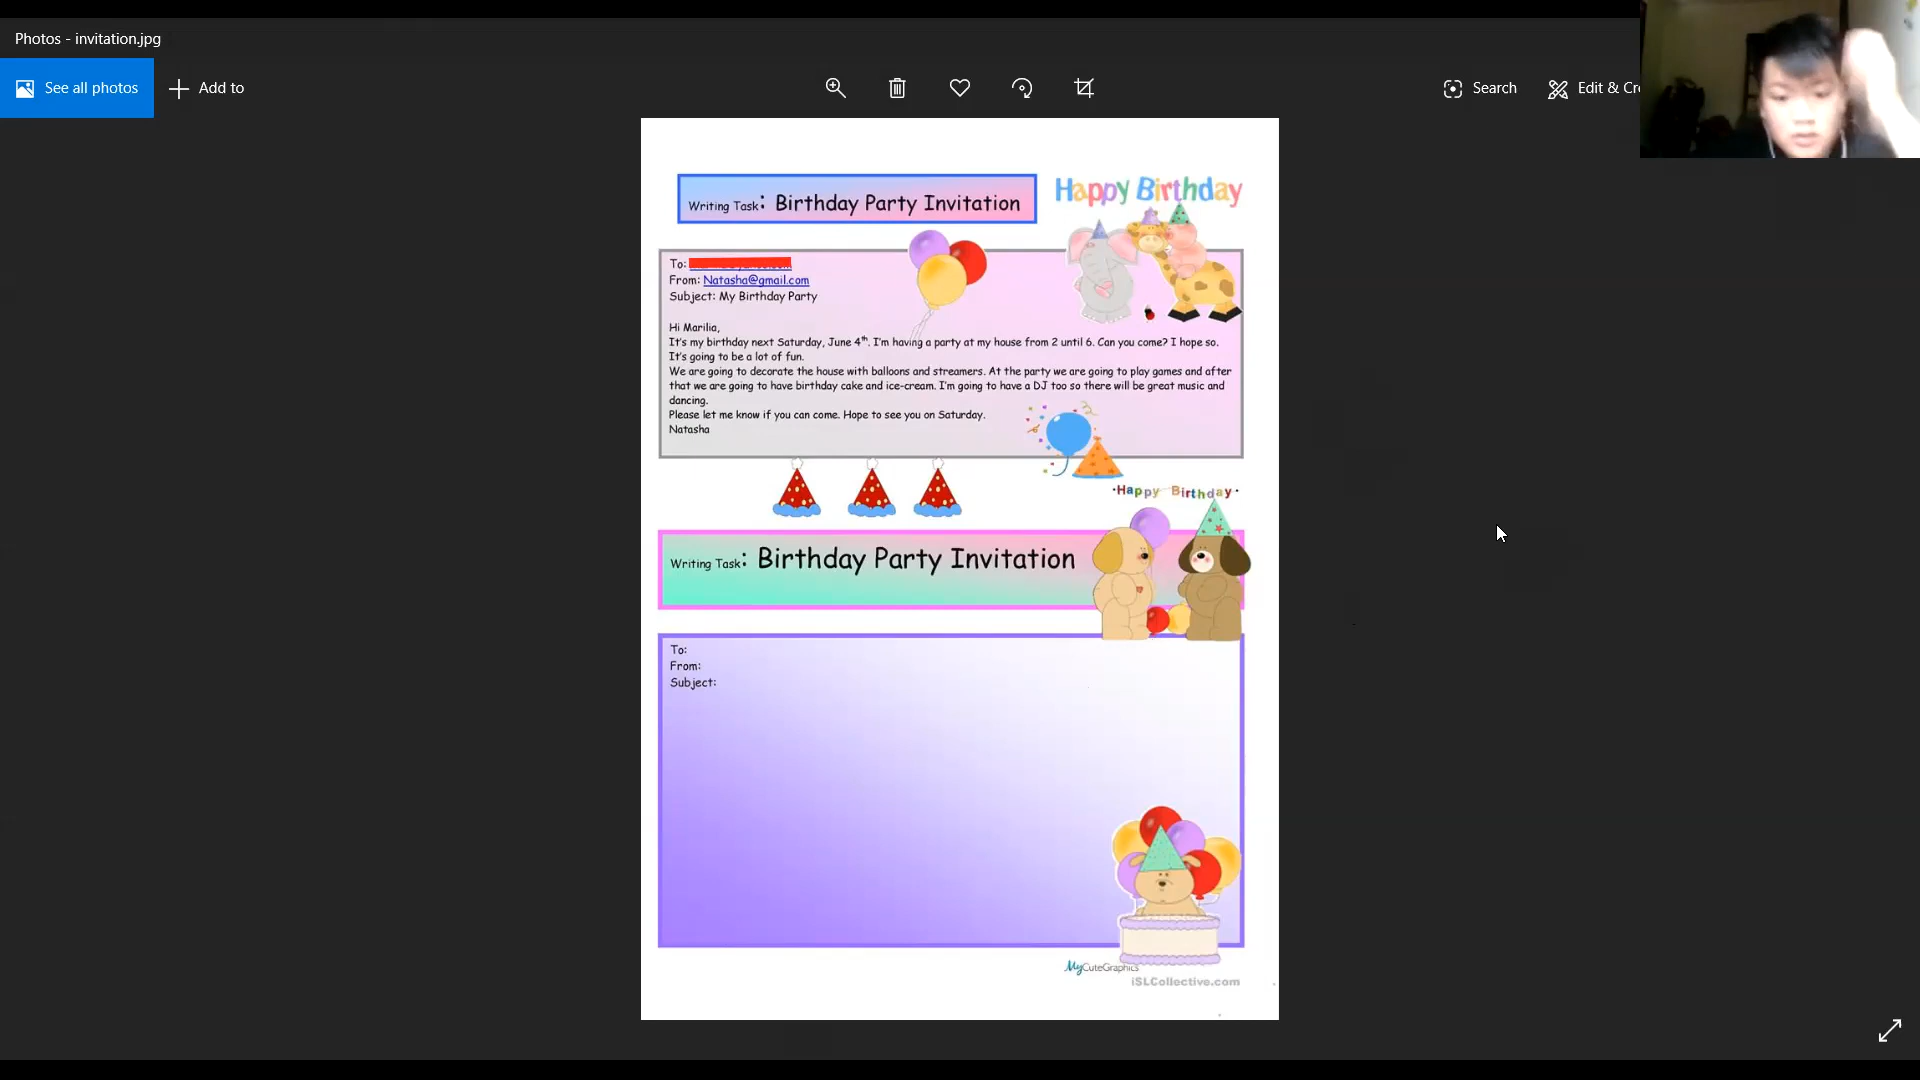 Photos - invitation.jpg
See all photos
Add to
Search
Edit & Cr
Writing Task: Birthday Party Invitation
Happy Birthday
To:
From: Natasha@gmail.com
Subject: My Birthday Party
Hi Marilia,
It's my birthday next Saturday, June 4th. I'm having a party at my house from 2 until 6. Can you come? I hope so.
It's going to be a lot of fun.
We are going to decorate the house with balloons and streamers. At the party we are going to play games and after
that we are going to have birthday cake and ice-cream. I'm going to have a DJ too so there will be great music and
dancing.
Please let me know if you can come. Hope to see you on Saturday.
Natasha
Happy Birthday
Writing Task: Birthday Party Invitation
To:
From:
Subject:
MyCuteGraphics
iSLCollective.com